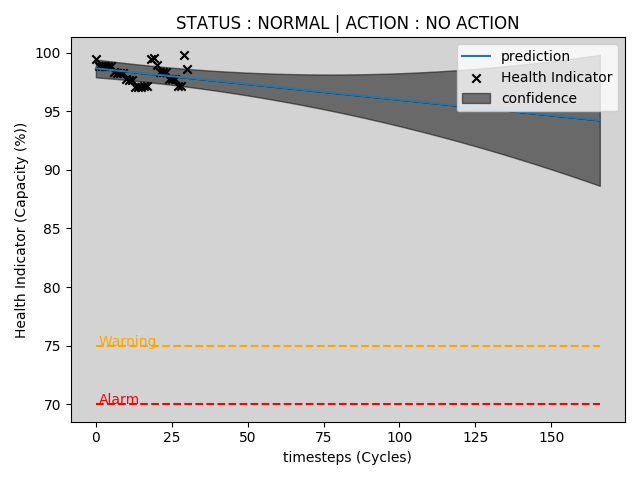 STATUS : NORMAL | ACTION : NO ACTION
prediction
Health Indicator
confidence
Health Indicator (Capacity (%))
100
95
90
85
80
75
70
Warning
Alarm
0
25
50
75
100
125
150
timesteps (Cycles)